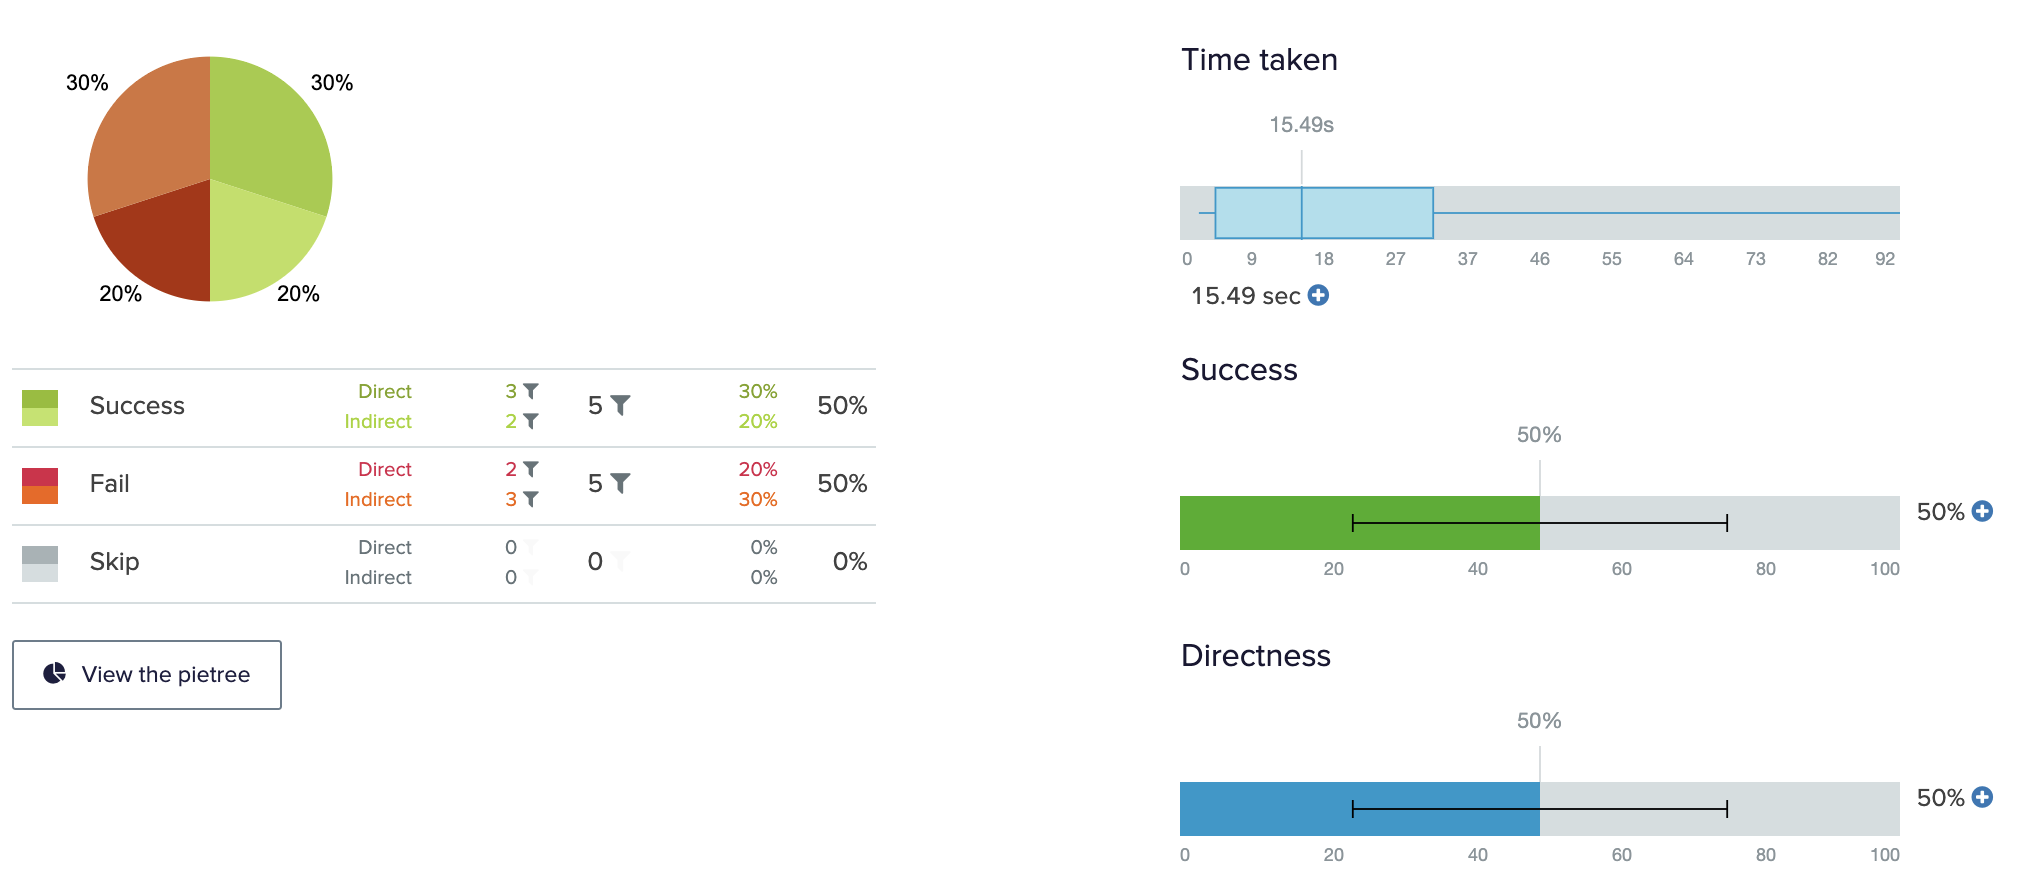 30%
30%
20%
20%
Success
Direct
3
5
30%
50%
Indirect
2
20%
Fail
Direct
2
5
20%
50%
Indirect
3
30%
Skip
Direct
0
0
0%
0%
Indirect
0
0%
View the pietree
Time taken
15.49s
0 9 18 27 37 46 55 64 73 82 92
15.49 sec
Success
50%
50%
0 20 40 60 80 100
Directness
50%
50%
0 20 40 60 80 100